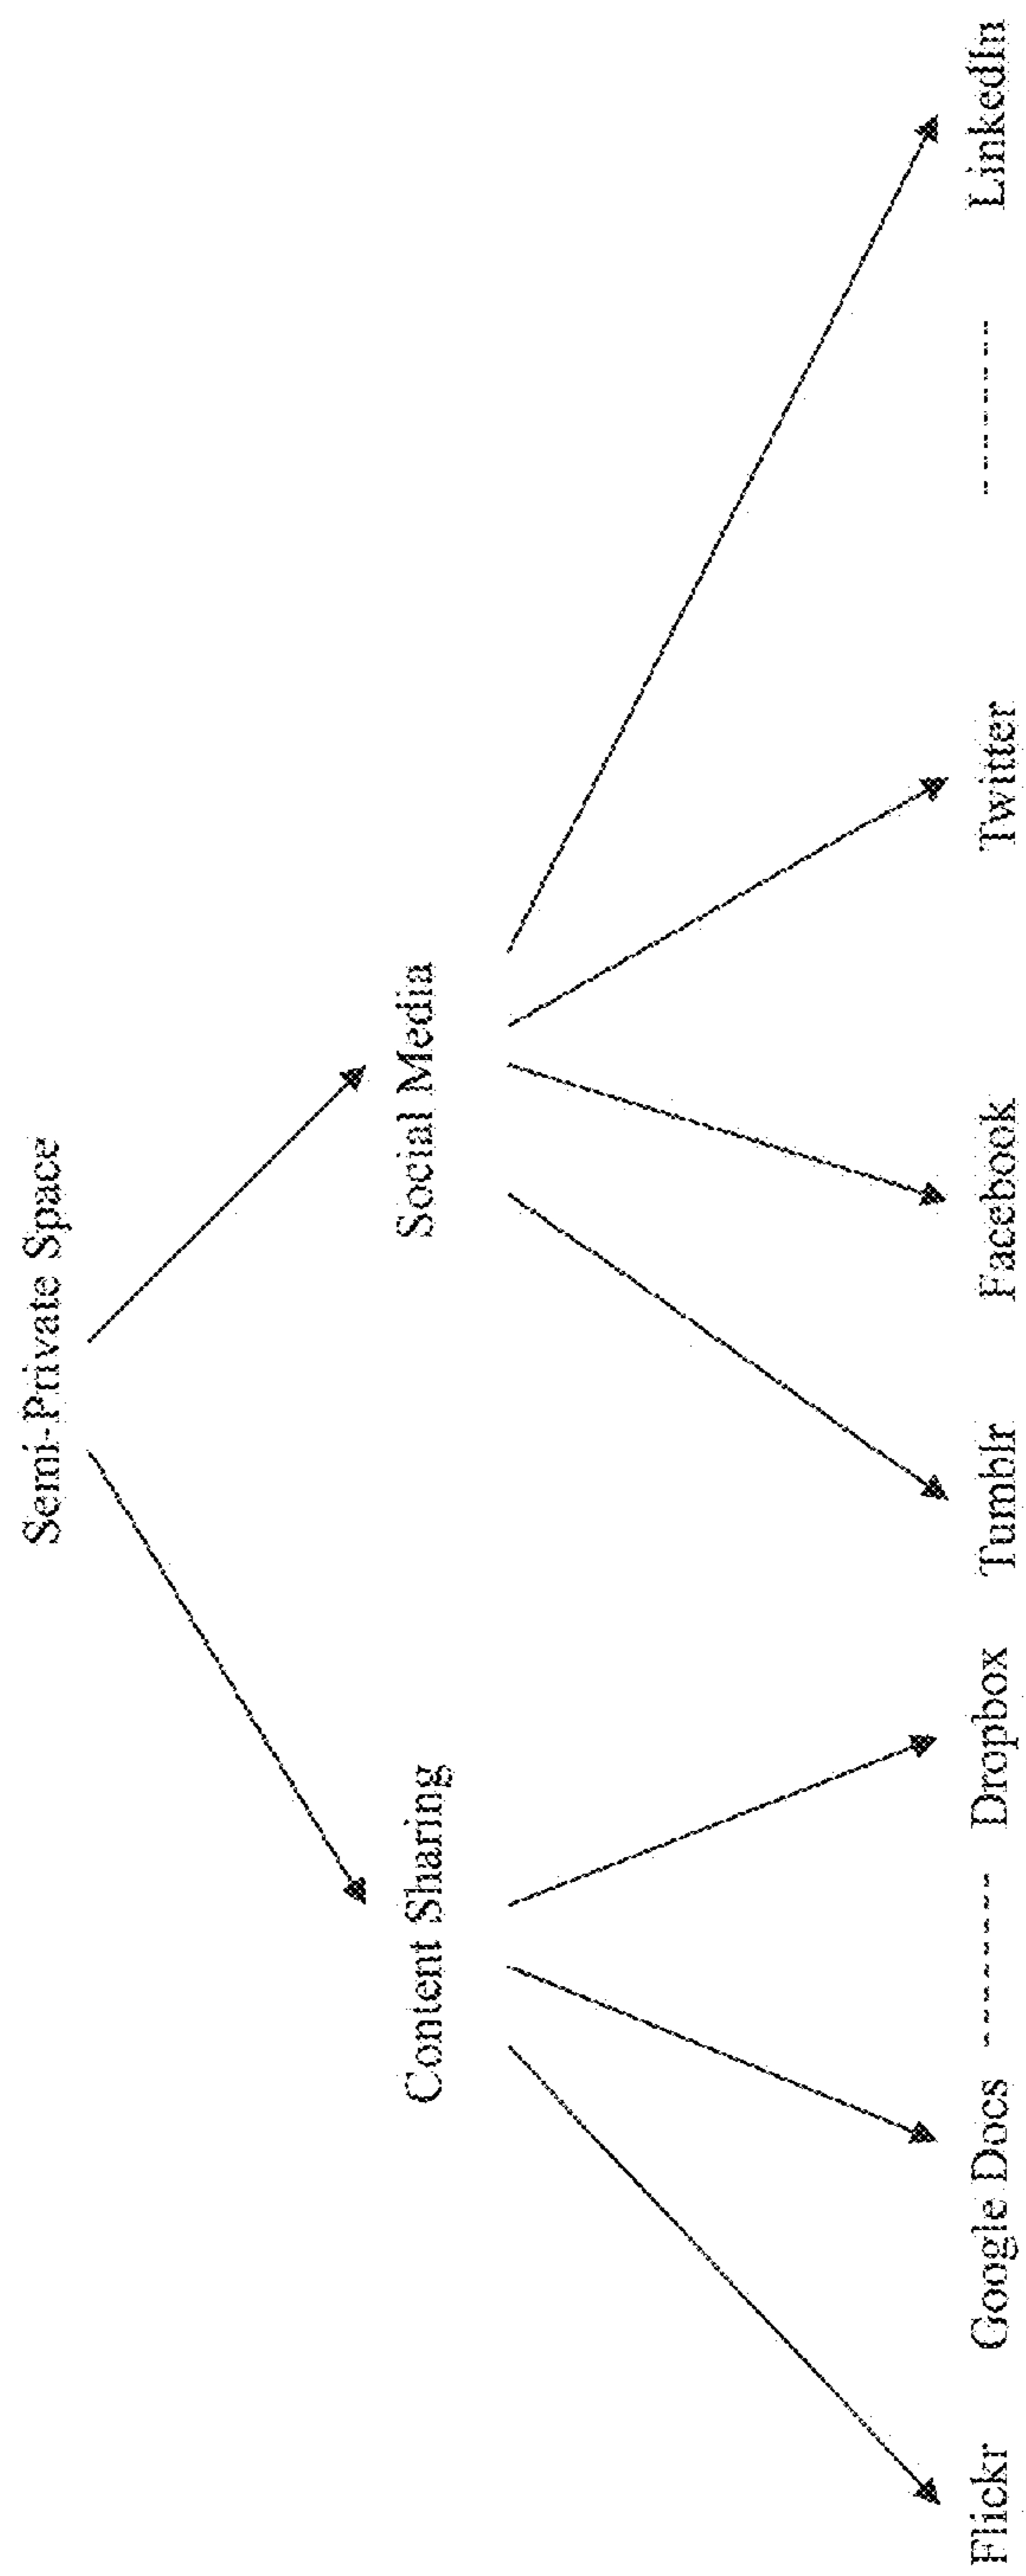 Semi-Private Space
Content Sharing
Social Media
Flickr
Google Docs
Dropbox
Tumblr
Facebook
Twitter
LinkedIn